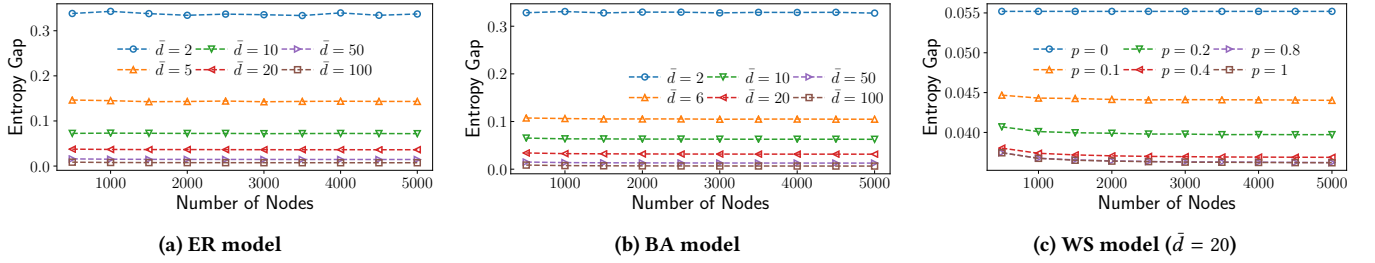 Entropy Gap
0.3
0.2
0.1
0.0
d̄ = 2 d̄ = 10 d̄ = 50
d̄ = 5 d̄ = 20 d̄ = 100
1000 2000 3000 4000 5000
Number of Nodes
(a) ER model
Entropy Gap
0.3
0.2
0.1
0.0
d̄ = 2 d̄ = 10 d̄ = 50
d̄ = 6 d̄ = 20 d̄ = 100
1000 2000 3000 4000 5000
Number of Nodes
(b) BA model
Entropy Gap
0.055
0.050
0.045
0.040
p = 0 p = 0.2 p = 0.8
p = 0.1 p = 0.4 p = 1
1000 2000 3000 4000 5000
Number of Nodes
(c) WS model (d̄ = 20)